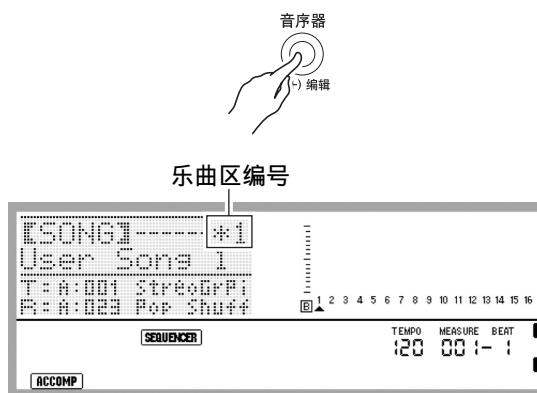 音序器
编辑
乐曲区编号
【SONG】------ *1
User Song 1
T:A:001 StreoGrPi
R:A:023 Pop Shuff
B 1 2 3 4 5 6 7 8 9 10 11 12 13 14 15 16
SEQUENCER
TEMPO MEASURE BEAT
120 001- 1
ACCOMP